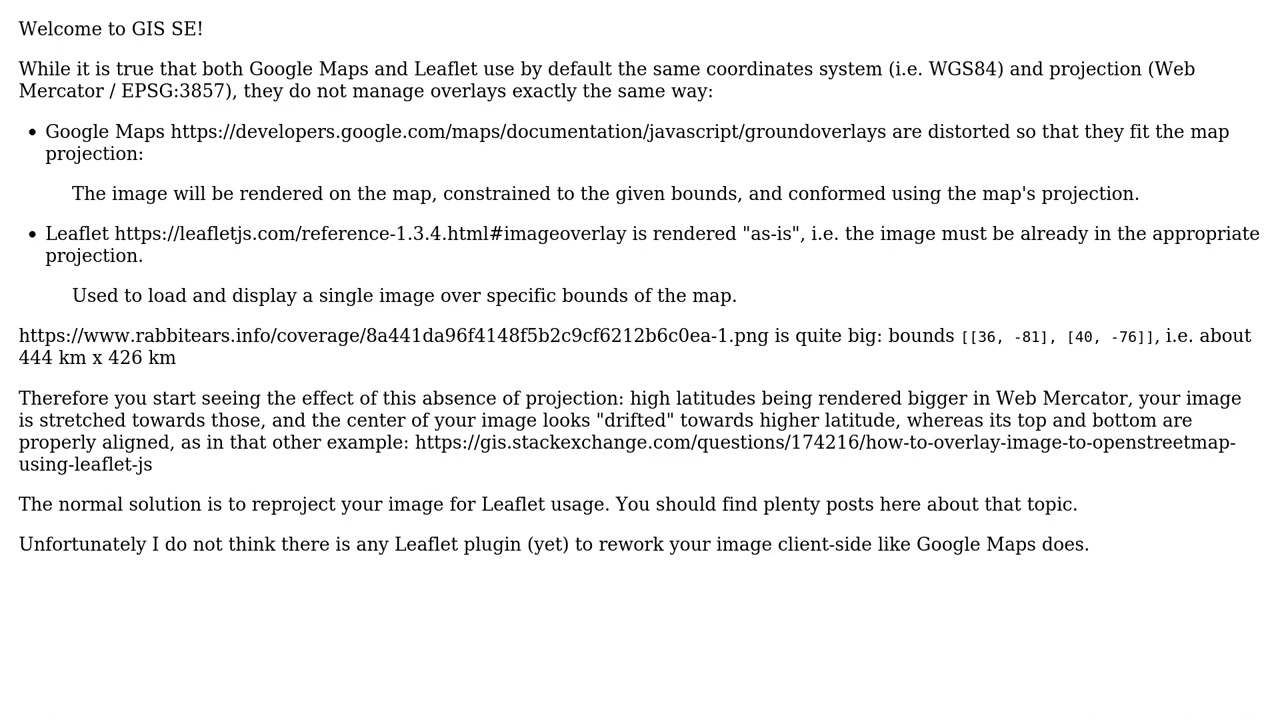 Welcome to GIS SE!
While it is true that both Google Maps and Leaflet use by default the same coordinates system (i.e. WGS84) and projection (Web
Mercator / EPSG:3857), they do not manage overlays exactly the same way:
• Google Maps https://developers.google.com/maps/documentation/javascript/groundoverlays are distorted so that they fit the map
projection:
The image will be rendered on the map, constrained to the given bounds, and conformed using the map's projection.
• Leaflet https://leafletjs.com/reference-1.3.4.html#imageoverlay is rendered "as-is", i.e. the image must be already in the appropriate
projection.
Used to load and display a single image over specific bounds of the map.
https://www.rabbitears.info/coverage/8a441da96f4148f5b2c9cf6212b6c0ea-1.png is quite big: bounds [[36, -81], [40, -76]], i.e. about
444 km x 426 km
Therefore you start seeing the effect of this absence of projection: high latitudes being rendered bigger in Web Mercator, your image
is stretched towards those, and the center of your image looks "drifted" towards higher latitude, whereas its top and bottom are
properly aligned, as in that other example: https://gis.stackexchange.com/questions/174216/how-to-overlay-image-to-openstreetmap-
using-leaflet-js
The normal solution is to reproject your image for Leaflet usage. You should find plenty posts here about that topic.
Unfortunately I do not think there is any Leaflet plugin (yet) to rework your image client-side like Google Maps does.